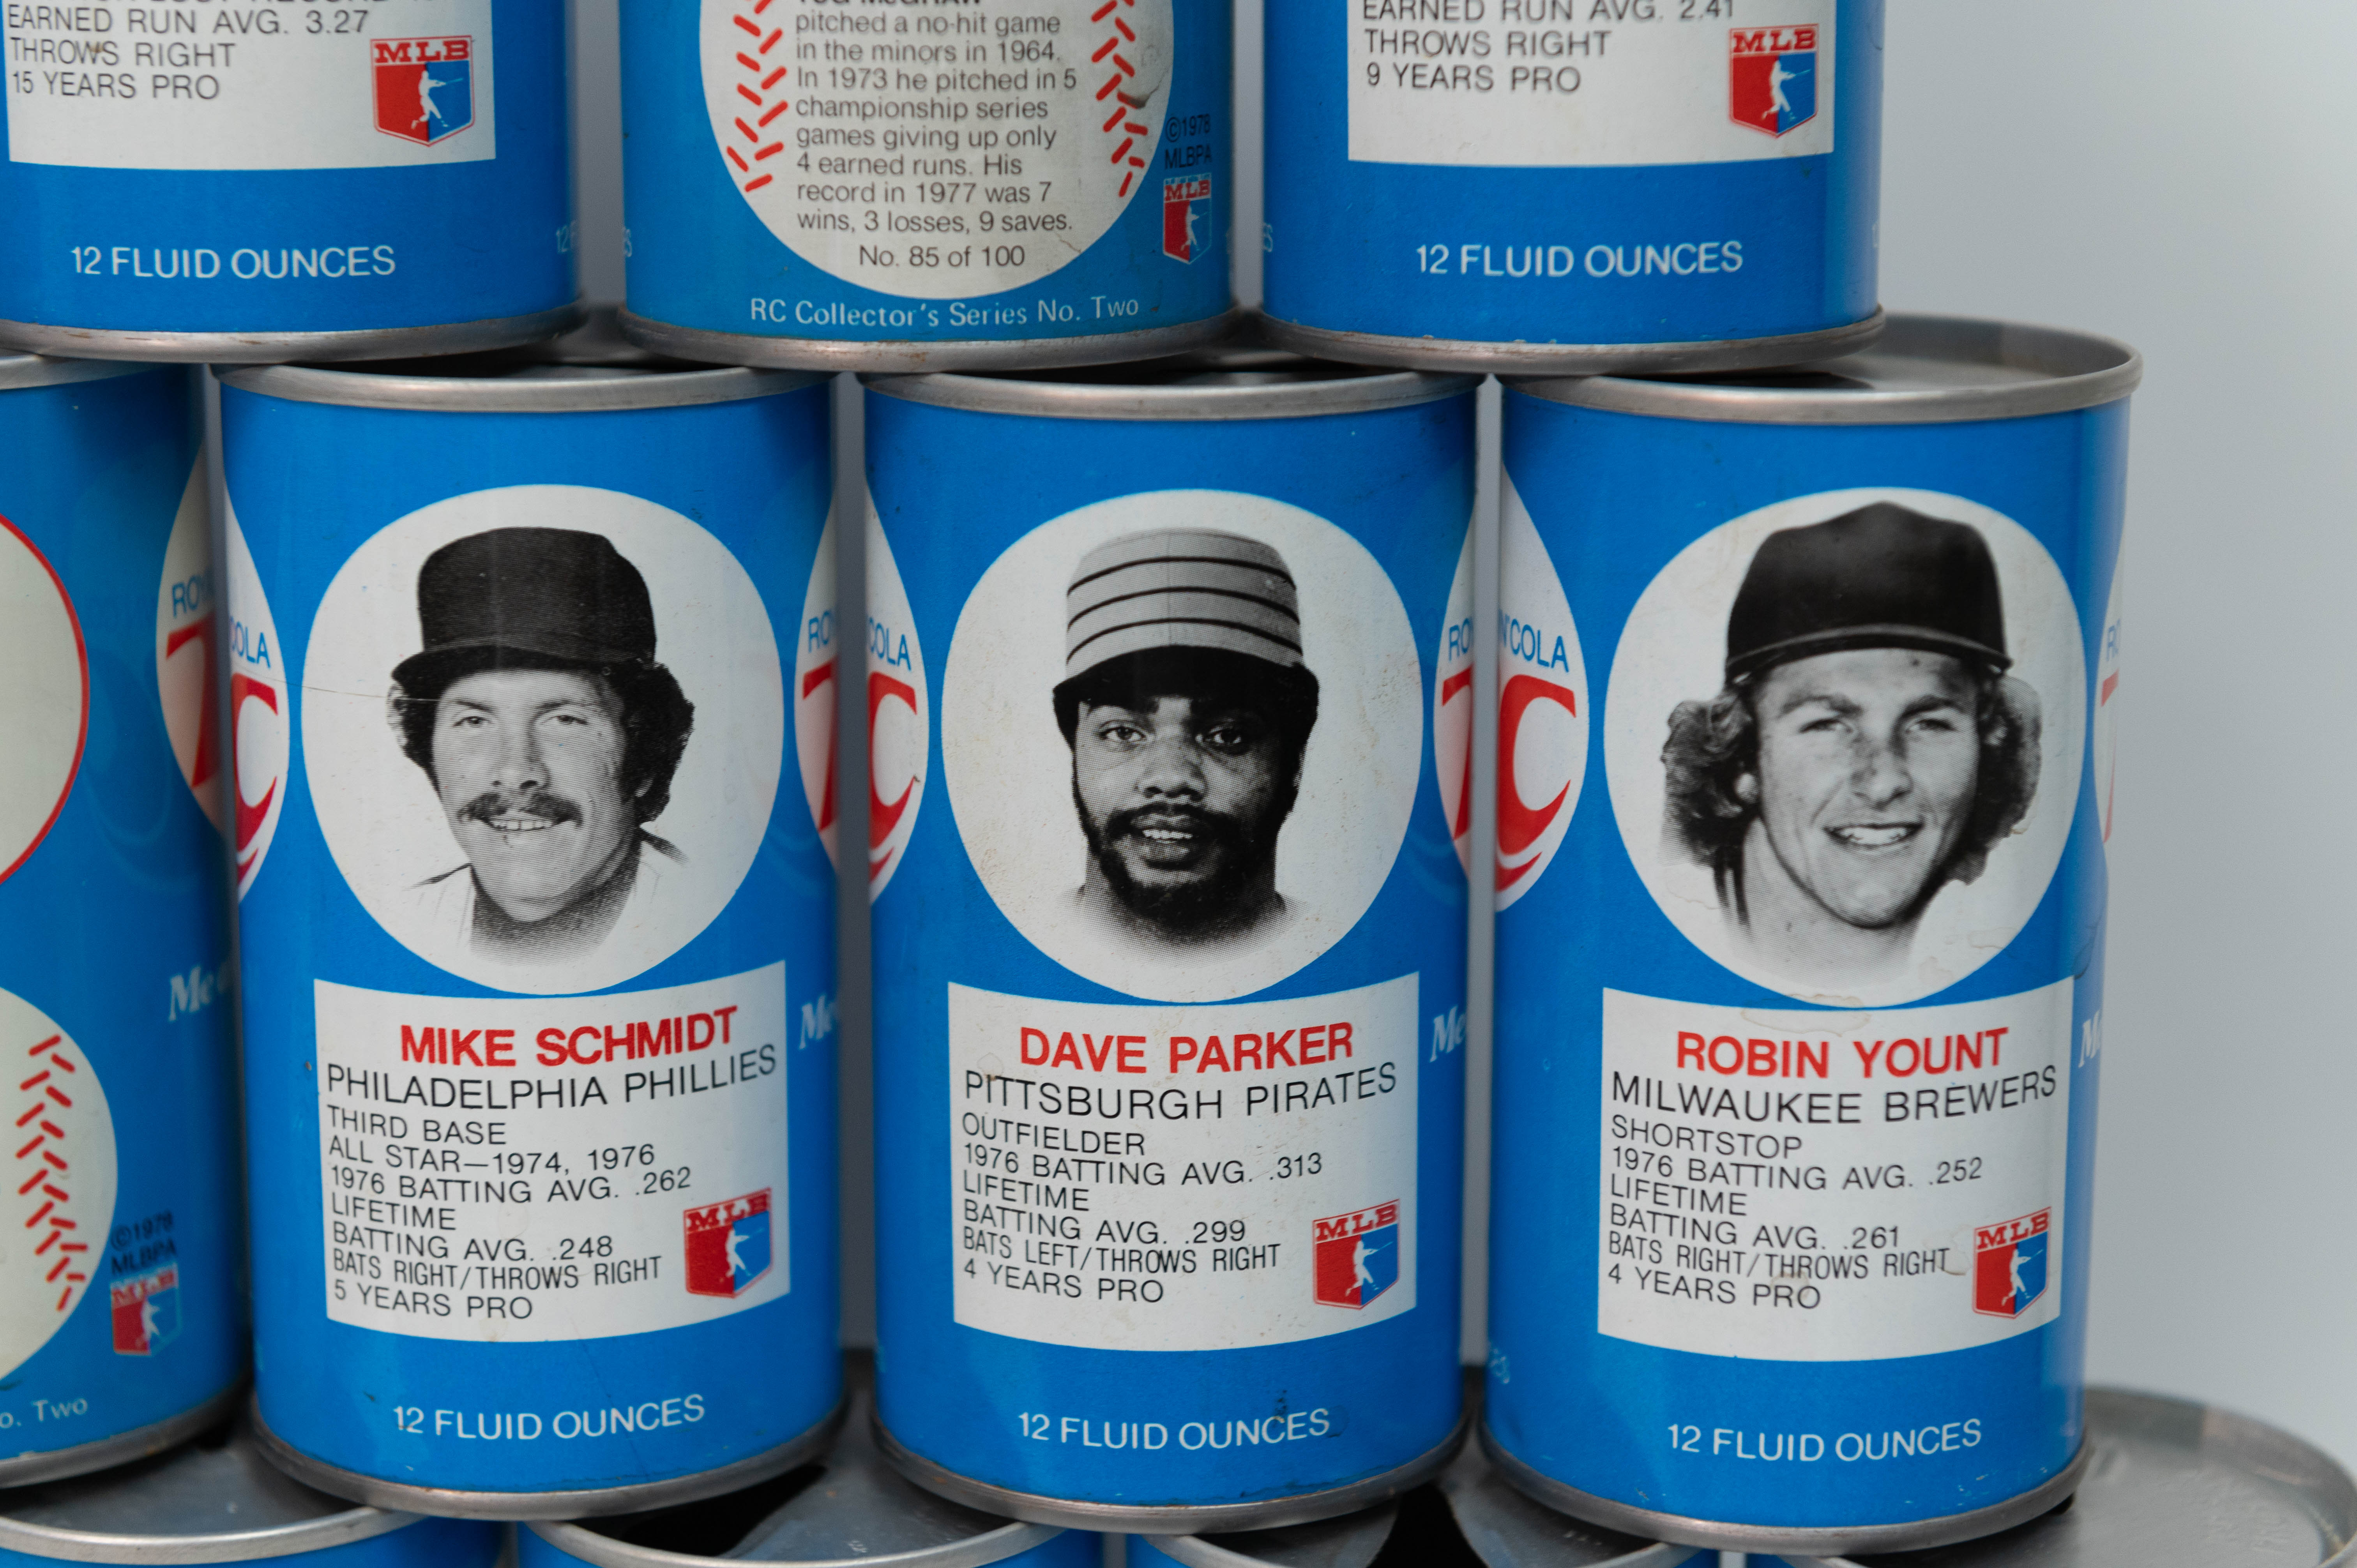 EARNED RUN AVG. 3.27
THROWS RIGHT
15 YEARS PRO
MLB
12 FLUID OUNCES
pitched a no-hit game
in the minors in 1964.
In 1973 he pitched in 5
championship series
games giving up only
4 earned runs. His
record in 1977 was 7
wins, 3 losses, 9 saves.
No. 85 of 100
©1978
MLBPA
MLB
RC Collector's Series No. Two
EARNED RUN AVG. 2.41
THROWS RIGHT
9 YEARS PRO
MLB
12 FLUID OUNCES
©1978
MLBPA
MLB
o. Two
COLA
C
MIKE SCHMIDT
PHILADELPHIA PHILLIES
THIRD BASE
ALL STAR—1974, 1976
1976 BATTING AVG. .262
LIFETIME
BATTING AVG. .248
BATS RIGHT/THROWS RIGHT
5 YEARS PRO
MLB
12 FLUID OUNCES
COLA
C
DAVE PARKER
PITTSBURGH PIRATES
OUTFIELDER
1976 BATTING AVG. .313
LIFETIME
BATTING AVG. .299
BATS LEFT/THROWS RIGHT
4 YEARS PRO
MLB
12 FLUID OUNCES
N'COLA
C
ROBIN YOUNT
MILWAUKEE BREWERS
SHORTSTOP
1976 BATTING AVG. .252
LIFETIME
BATTING AVG. .261
BATS RIGHT/THROWS RIGHT
4 YEARS PRO
MLB
12 FLUID OUNCES